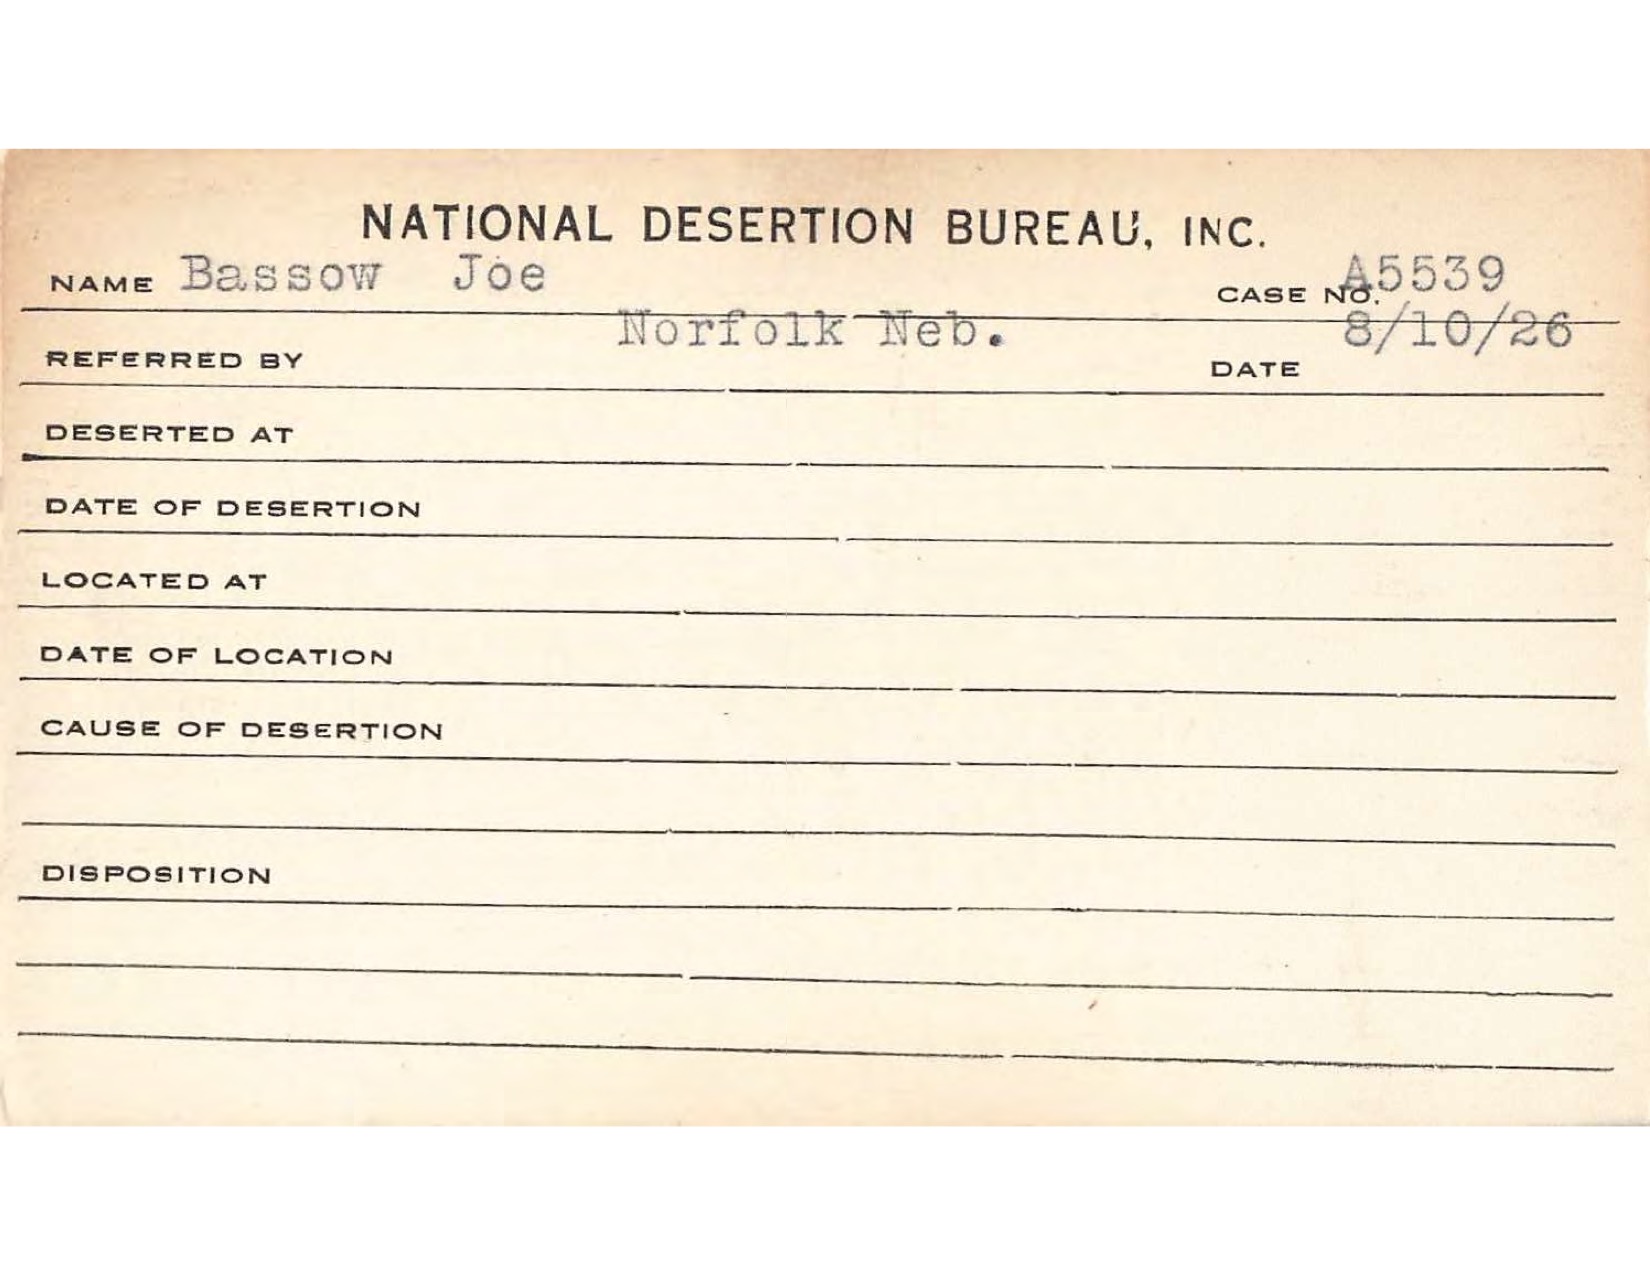 NATIONAL DESERTION BUREAU, INC.
NAME Bassow Joe CASE NO. A5539
Norfolk Neb. 8/10/26
REFERRED BY DATE
DESERTED AT
DATE OF DESERTION
LOCATED AT
DATE OF LOCATION
CAUSE OF DESERTION
DISPOSITION